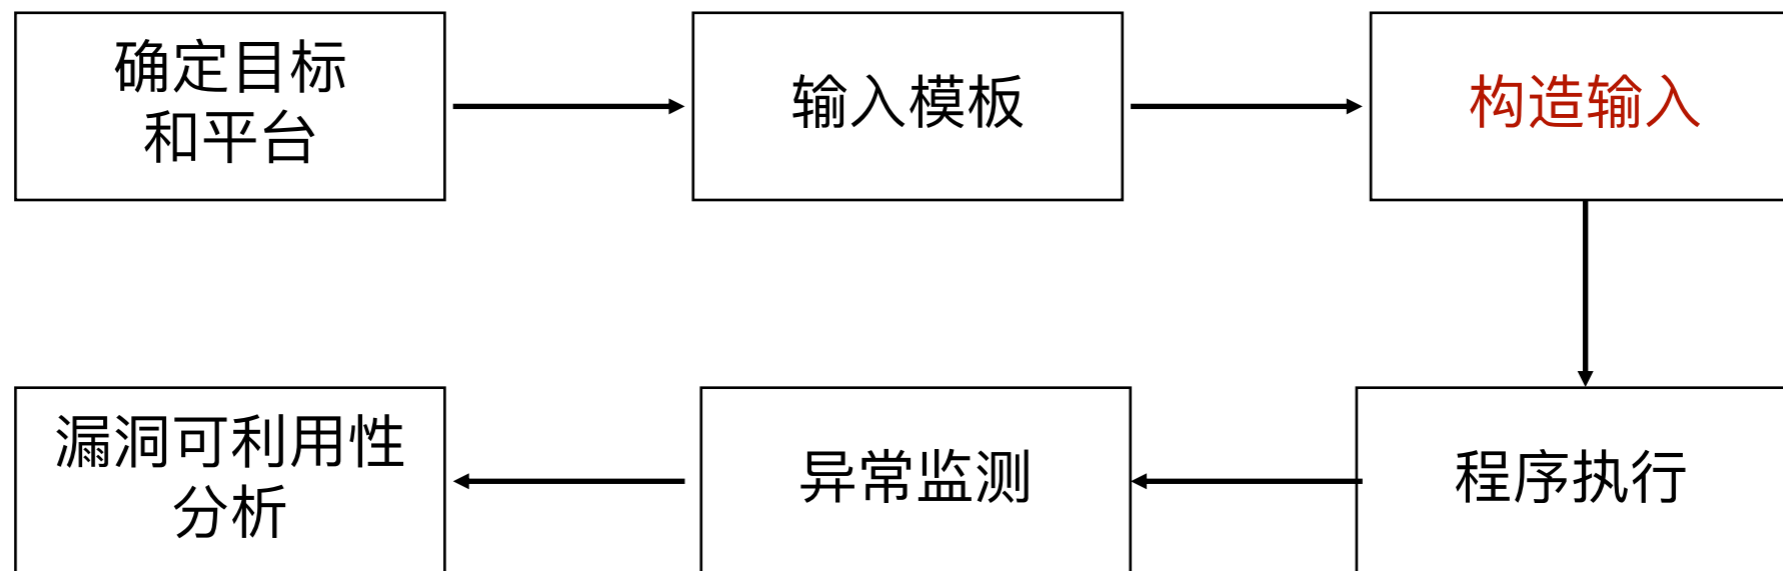 确定目标
和平台
输入模板
构造输入
程序执行
异常监测
漏洞可利用性
分析